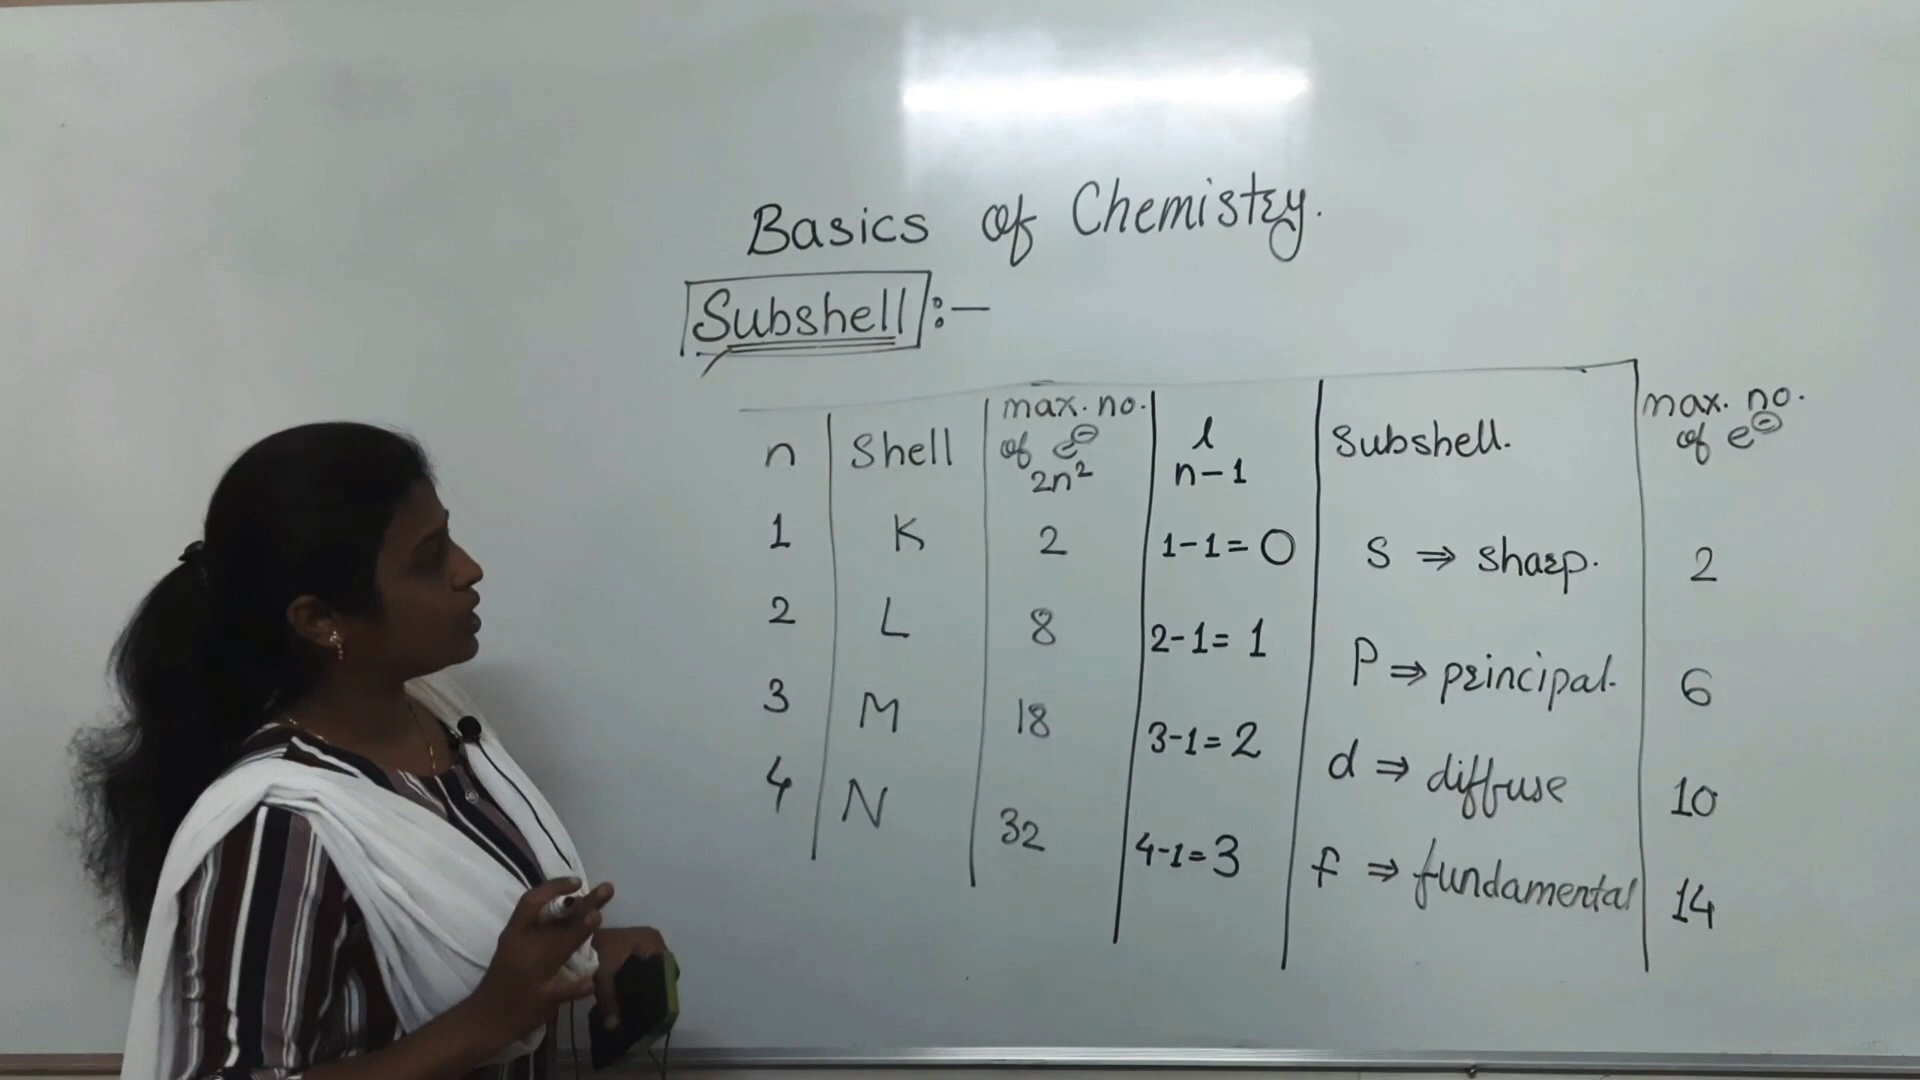 Basics of Chemistry.
Subshell :-
n | Shell | max. no. of e⊖ 2n² | l n-1 | Subshell. | max. no. of e⊖
1 | K | 2 | 1-1=0 | s ⇒ sharp. | 2
2 | L | 8 | 2-1=1 | p ⇒ principal. | 6
3 | M | 18 | 3-1=2 | d ⇒ diffuse | 10
4 | N | 32 | 4-1=3 | f ⇒ fundamental | 14